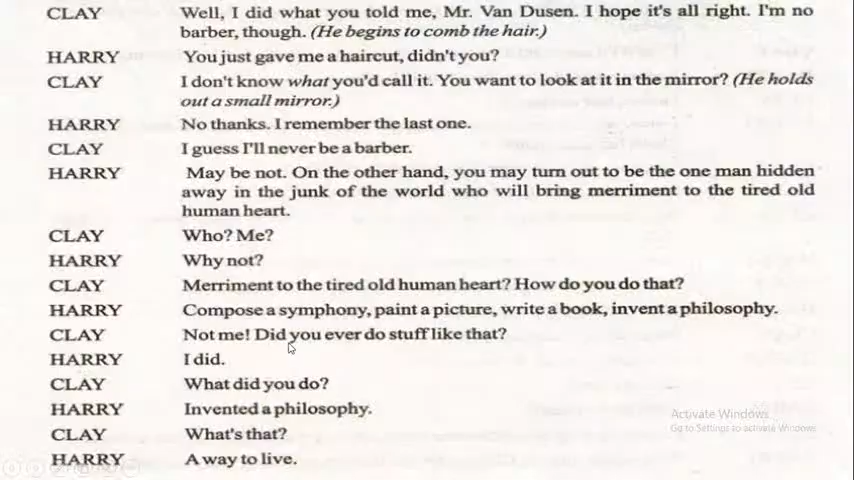 CLAY Well, I did what you told me, Mr. Van Dusen. I hope it's all right. I'm no
barber, though. (He begins to comb the hair.)
HARRY You just gave me a haircut, didn't you?
CLAY I don't know what you'd call it. You want to look at it in the mirror? (He holds
out a small mirror.)
HARRY No thanks. I remember the last one.
CLAY I guess I'll never be a barber.
HARRY May be not. On the other hand, you may turn out to be the one man hidden
away in the junk of the world who will bring merriment to the tired old
human heart.
CLAY Who? Me?
HARRY Why not?
CLAY Merriment to the tired old human heart? How do you do that?
HARRY Compose a symphony, paint a picture, write a book, invent a philosophy.
CLAY Not me! Did you ever do stuff like that?
HARRY I did.
CLAY What did you do?
HARRY Invented a philosophy.
CLAY What's that?
HARRY A way to live.
Activate Windows
Go to Settings to activate Windows